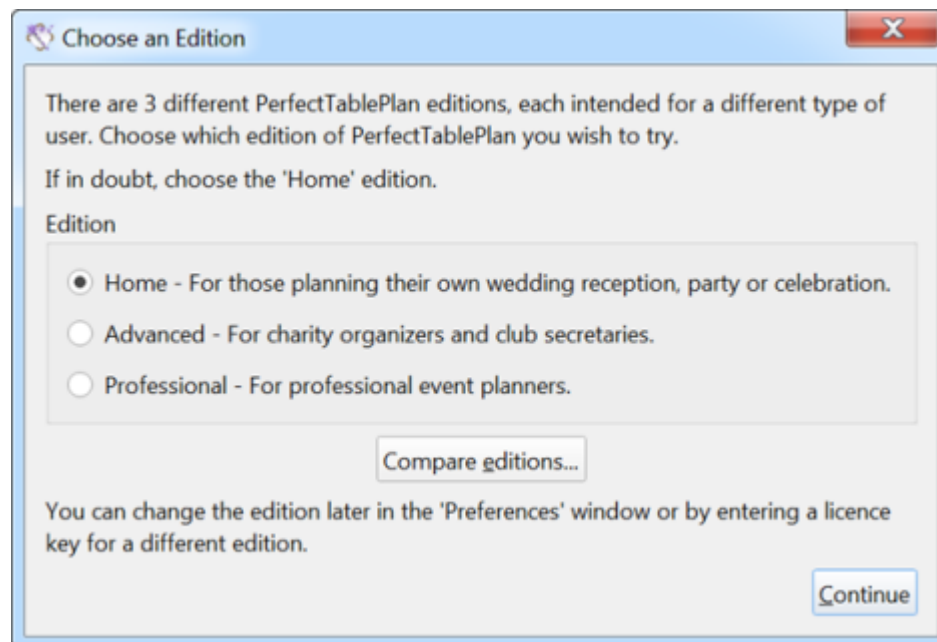 Choose an Edition
There are 3 different PerfectTablePlan editions, each intended for a different type of
user. Choose which edition of PerfectTablePlan you wish to try.
If in doubt, choose the 'Home' edition.
Edition
Home - For those planning their own wedding reception, party or celebration.
Advanced - For charity organizers and club secretaries.
Professional - For professional event planners.
Compare editions...
You can change the edition later in the 'Preferences' window or by entering a licence
key for a different edition.
Continue